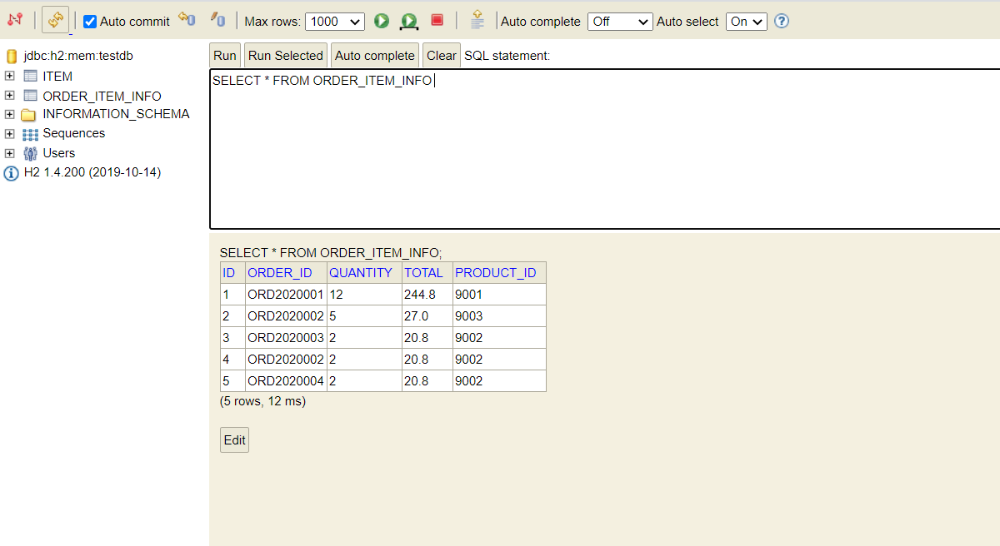 Auto commit Max rows: 1000 Auto complete Off Auto select On ?
jdbc:h2:mem:testdb
ITEM
ORDER_ITEM_INFO
INFORMATION_SCHEMA
Sequences
Users
H2 1.4.200 (2019-10-14)
Run Run Selected Auto complete Clear SQL statement:
SELECT * FROM ORDER_ITEM_INFO
SELECT * FROM ORDER_ITEM_INFO;
ID ORDER_ID QUANTITY TOTAL PRODUCT_ID
1 ORD2020001 12 244.8 9001
2 ORD2020002 5 27.0 9003
3 ORD2020003 2 20.8 9002
4 ORD2020002 2 20.8 9002
5 ORD2020004 2 20.8 9002
(5 rows, 12 ms)
Edit